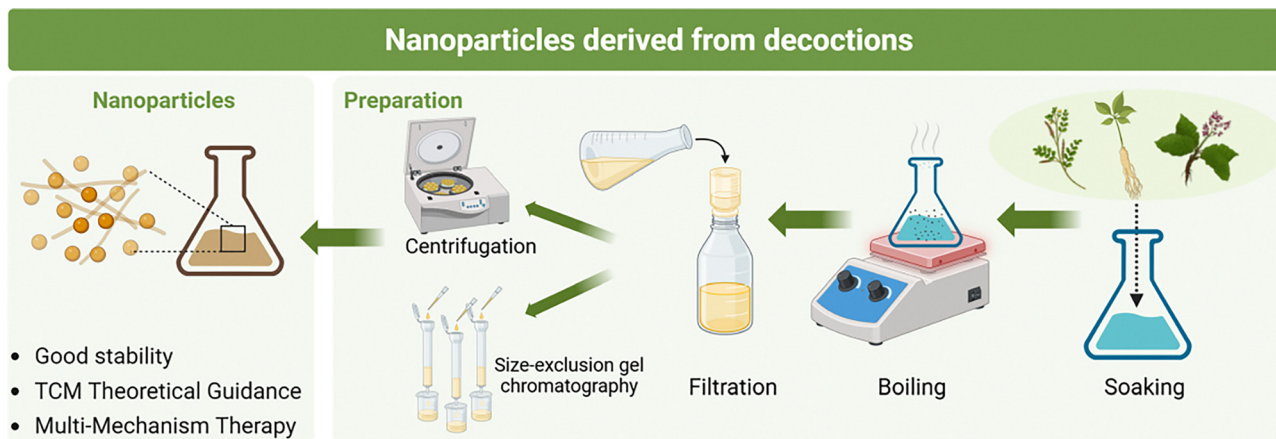 Nanoparticles derived from decoctions
Nanoparticles
Preparation
Centrifugation
Size-exclusion gel
chromatography
Filtration
Boiling
Soaking
• Good stability
• TCM Theoretical Guidance
• Multi-Mechanism Therapy